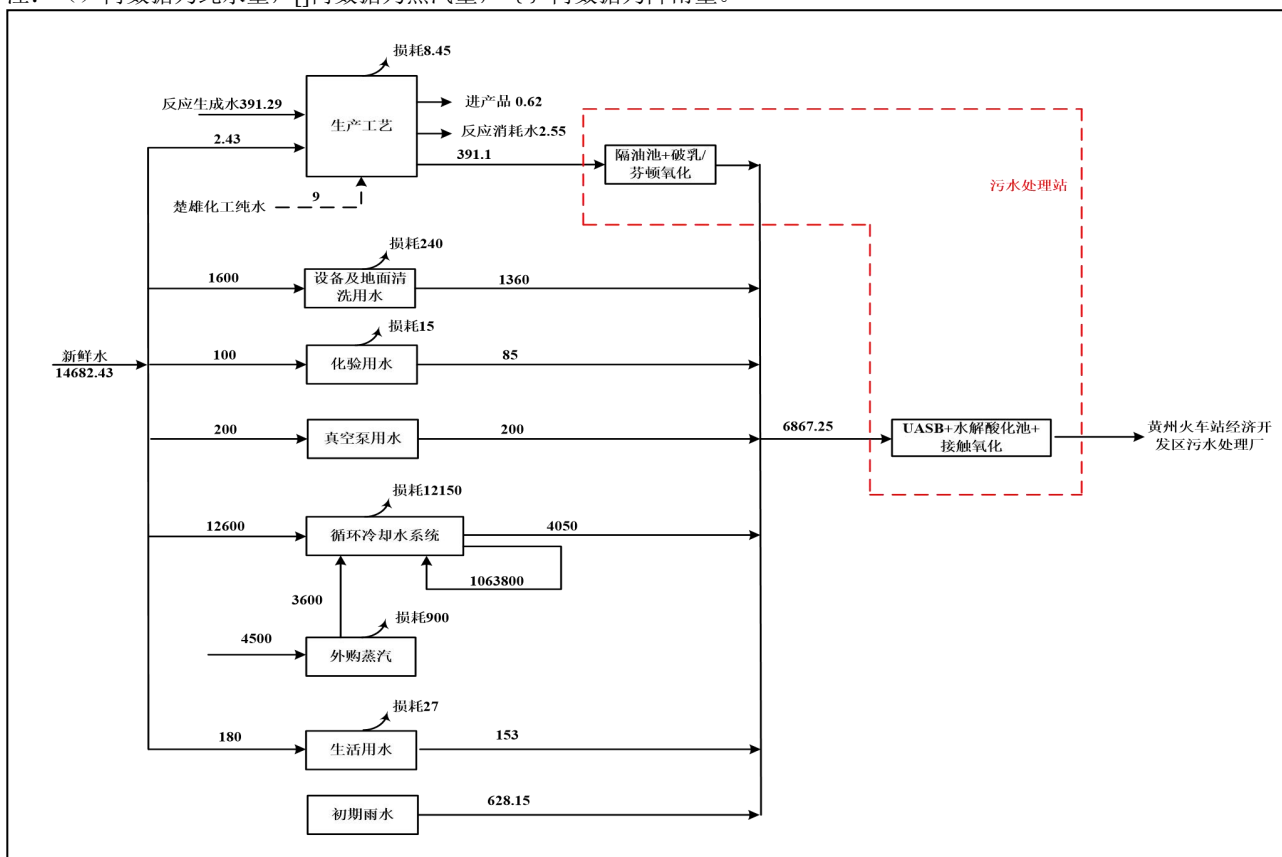 损耗8.45
反应生成水391.29
生产工艺
进产品 0.62
反应消耗水2.55
2.43
391.1
隔油池+破乳/
芬顿氧化
污水处理站
楚雄化工纯水
9
损耗240
1600
设备及地面清
洗用水
1360
损耗15
新鲜水
14682.43
100
化验用水
85
200
真空泵用水
200
6867.25
UASB+水解酸化池+
接触氧化
黄州火车站经济开
发区污水处理厂
损耗12150
12600
循环冷却水系统
4050
1063800
3600
损耗900
4500
外购蒸汽
损耗27
180
生活用水
153
初期雨水
628.15